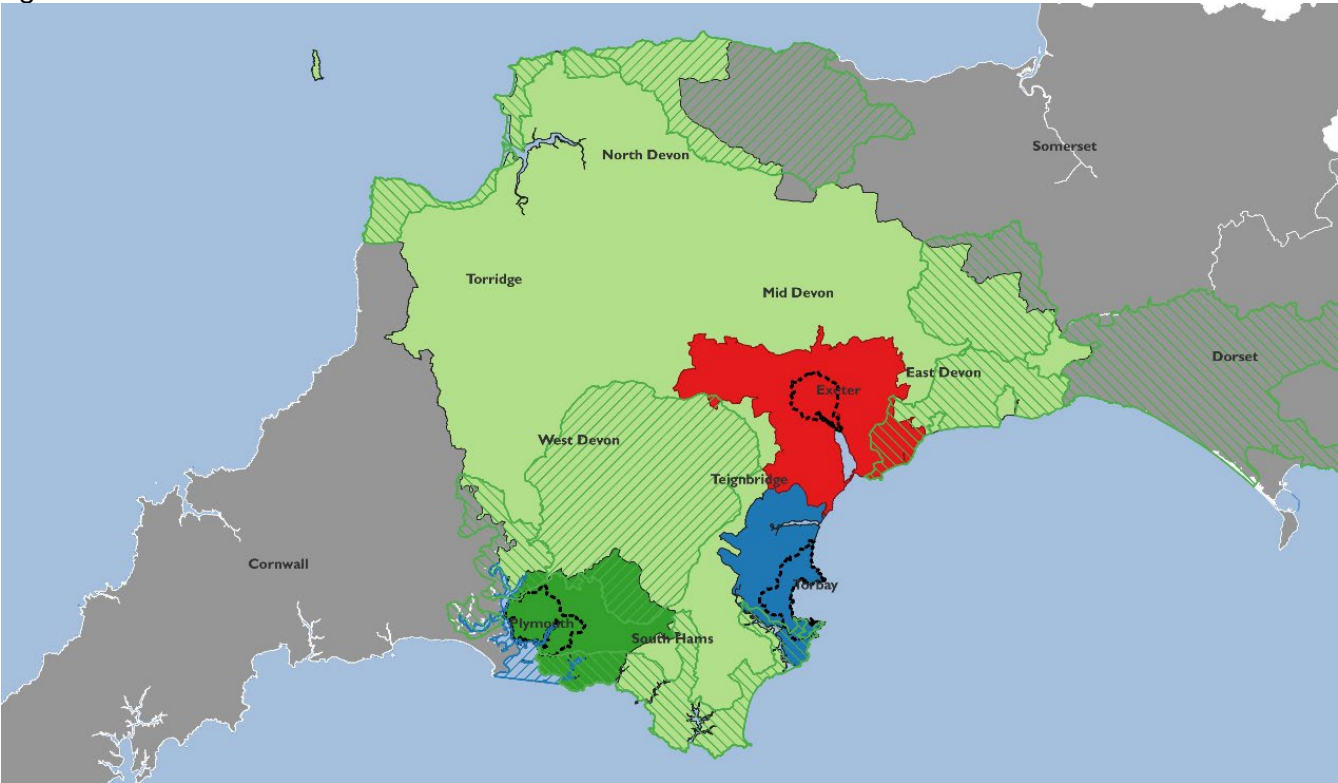 North Devon
Somerset
Torridge
Mid Devon
Dorset
East Devon
Exeter
West Devon
Teignbridge
Cornwall
Torbay
Plymouth
South Hams